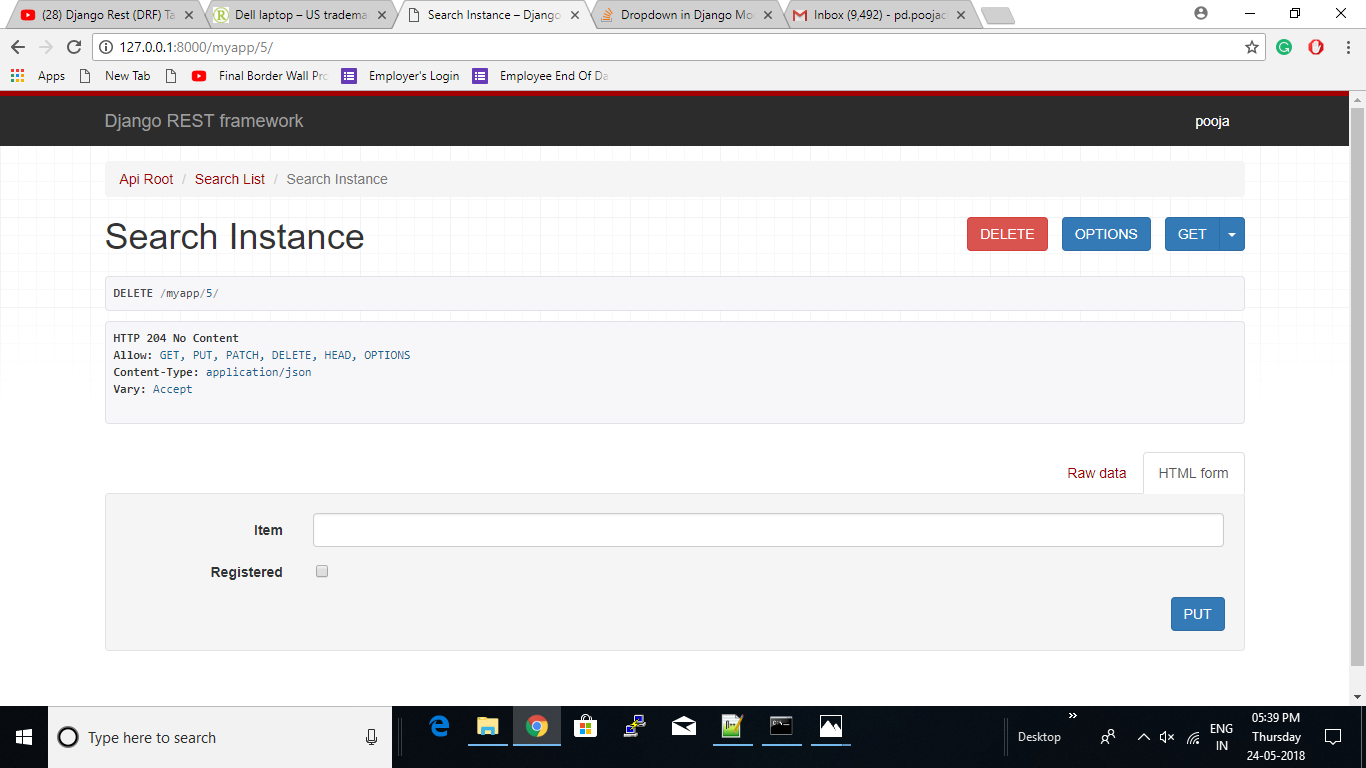 (28) Django Rest (DRF) Ta
Dell laptop – US tradema
Search Instance – Django
Dropdown in Django Mo
Inbox (9,492) - pd.poojac
127.0.0.1:8000/myapp/5/
Apps
New Tab
Final Border Wall Pro
Employer's Login
Employee End Of Da
Django REST framework
pooja
Api Root / Search List / Search Instance
Search Instance
DELETE
OPTIONS
GET
DELETE /myapp/5/
HTTP 204 No Content
Allow: GET, PUT, PATCH, DELETE, HEAD, OPTIONS
Content-Type: application/json
Vary: Accept
Raw data
HTML form
Item
Registered
PUT
Type here to search
Desktop
ENG
IN
05:39 PM
Thursday
24-05-2018